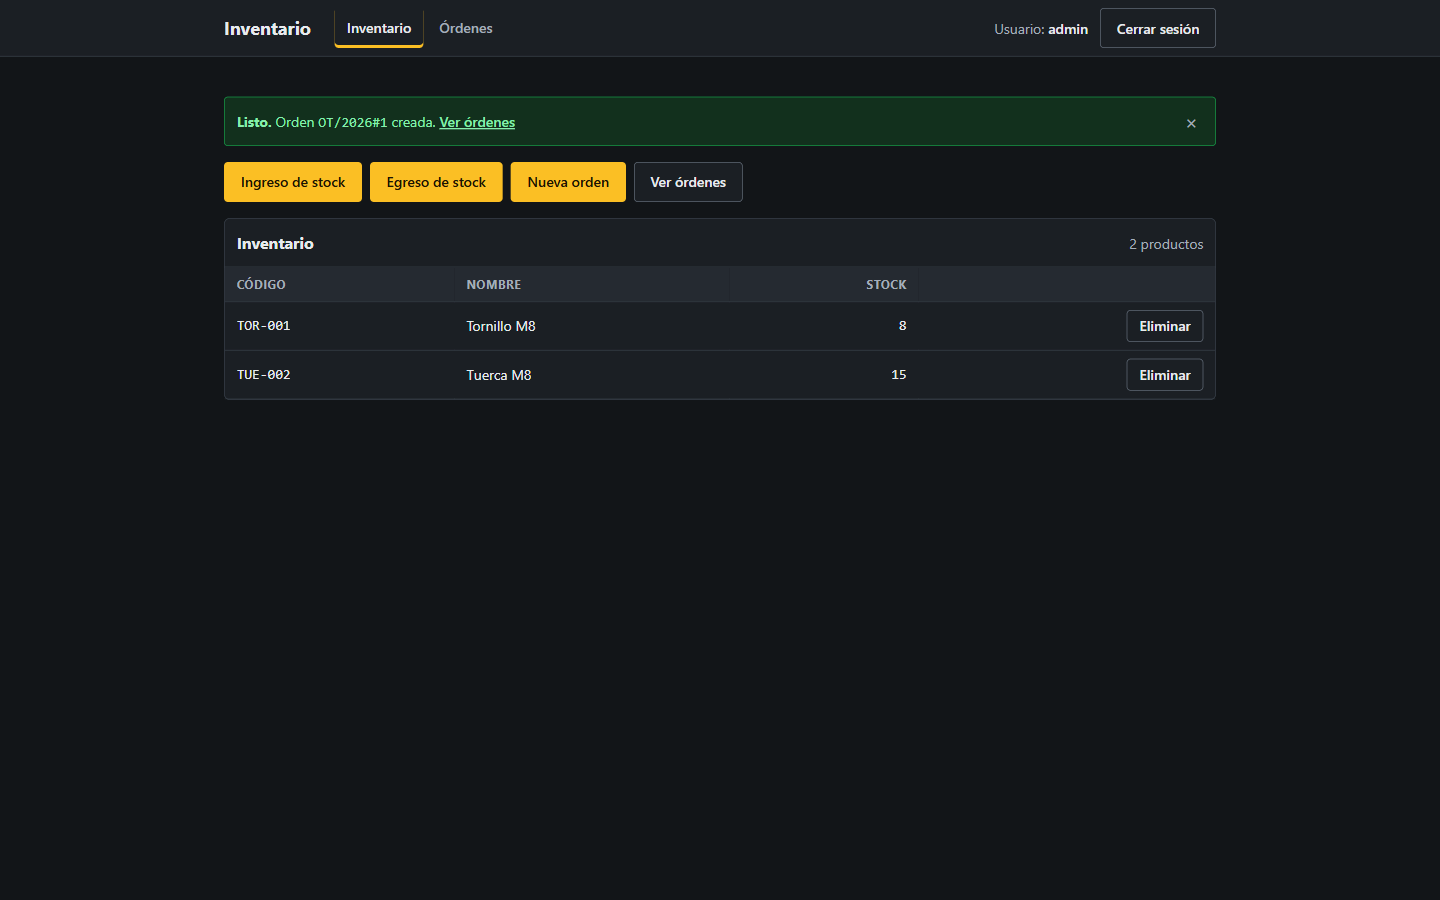 Inventario Inventario Órdenes Usuario: admin Cerrar sesión
Listo. Orden OT/2026#1 creada. Ver órdenes ×
Ingreso de stock Egreso de stock Nueva orden Ver órdenes
Inventario 2 productos
CÓDIGO NOMBRE STOCK
TOR-001 Tornillo M8 8 Eliminar
TUE-002 Tuerca M8 15 Eliminar